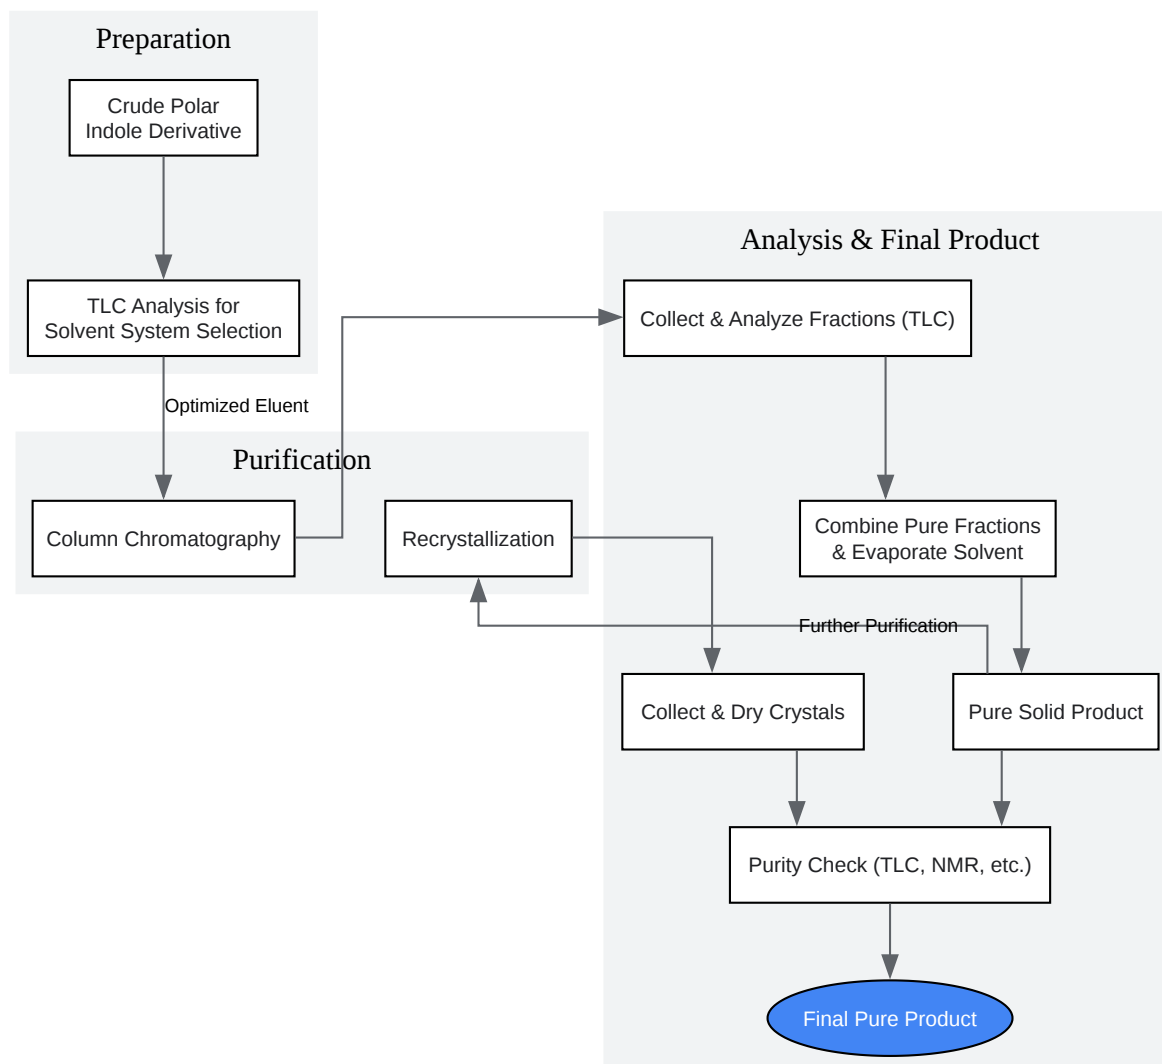 Preparation
Crude Polar
Indole Derivative
TLC Analysis for
Solvent System Selection
Optimized Eluent
Purification
Column Chromatography
Recrystallization
Analysis & Final Product
Collect & Analyze Fractions (TLC)
Combine Pure Fractions
& Evaporate Solvent
Further Purification
Collect & Dry Crystals
Pure Solid Product
Purity Check (TLC, NMR, etc.)
Final Pure Product